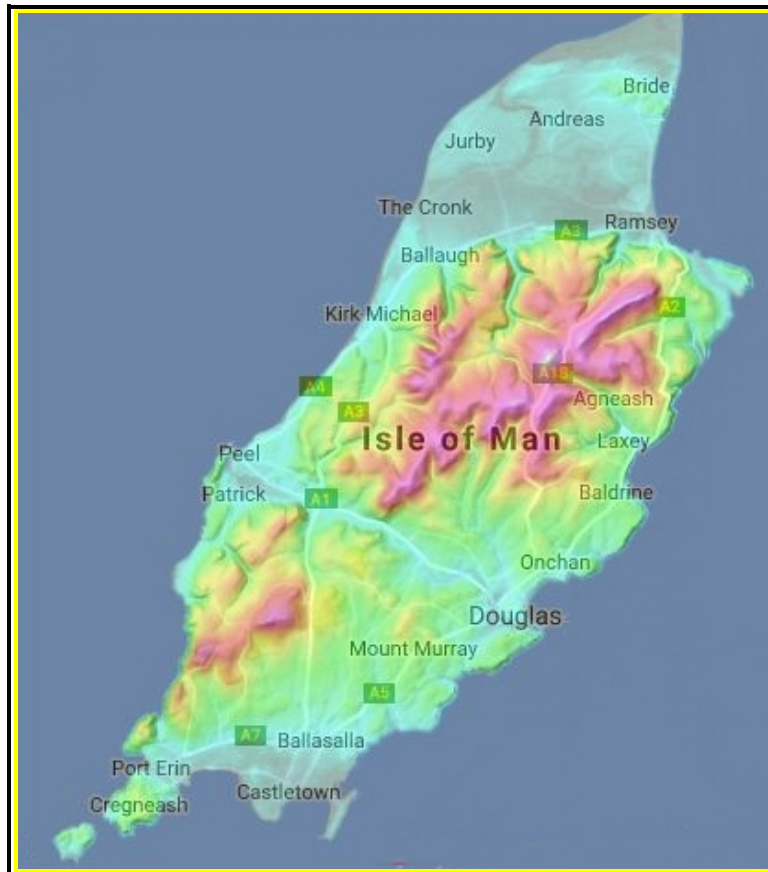 Bride
Andreas
Jurby
The Cronk
Ramsey
A3
Ballaugh
A2
Kirk Michael
A18
A4
Agneash
A3
Isle of Man
Laxey
Peel
Patrick
A1
Baldrine
Onchan
Douglas
Mount Murray
A5
A7
Ballasalla
Port Erin
Castletown
Cregneash